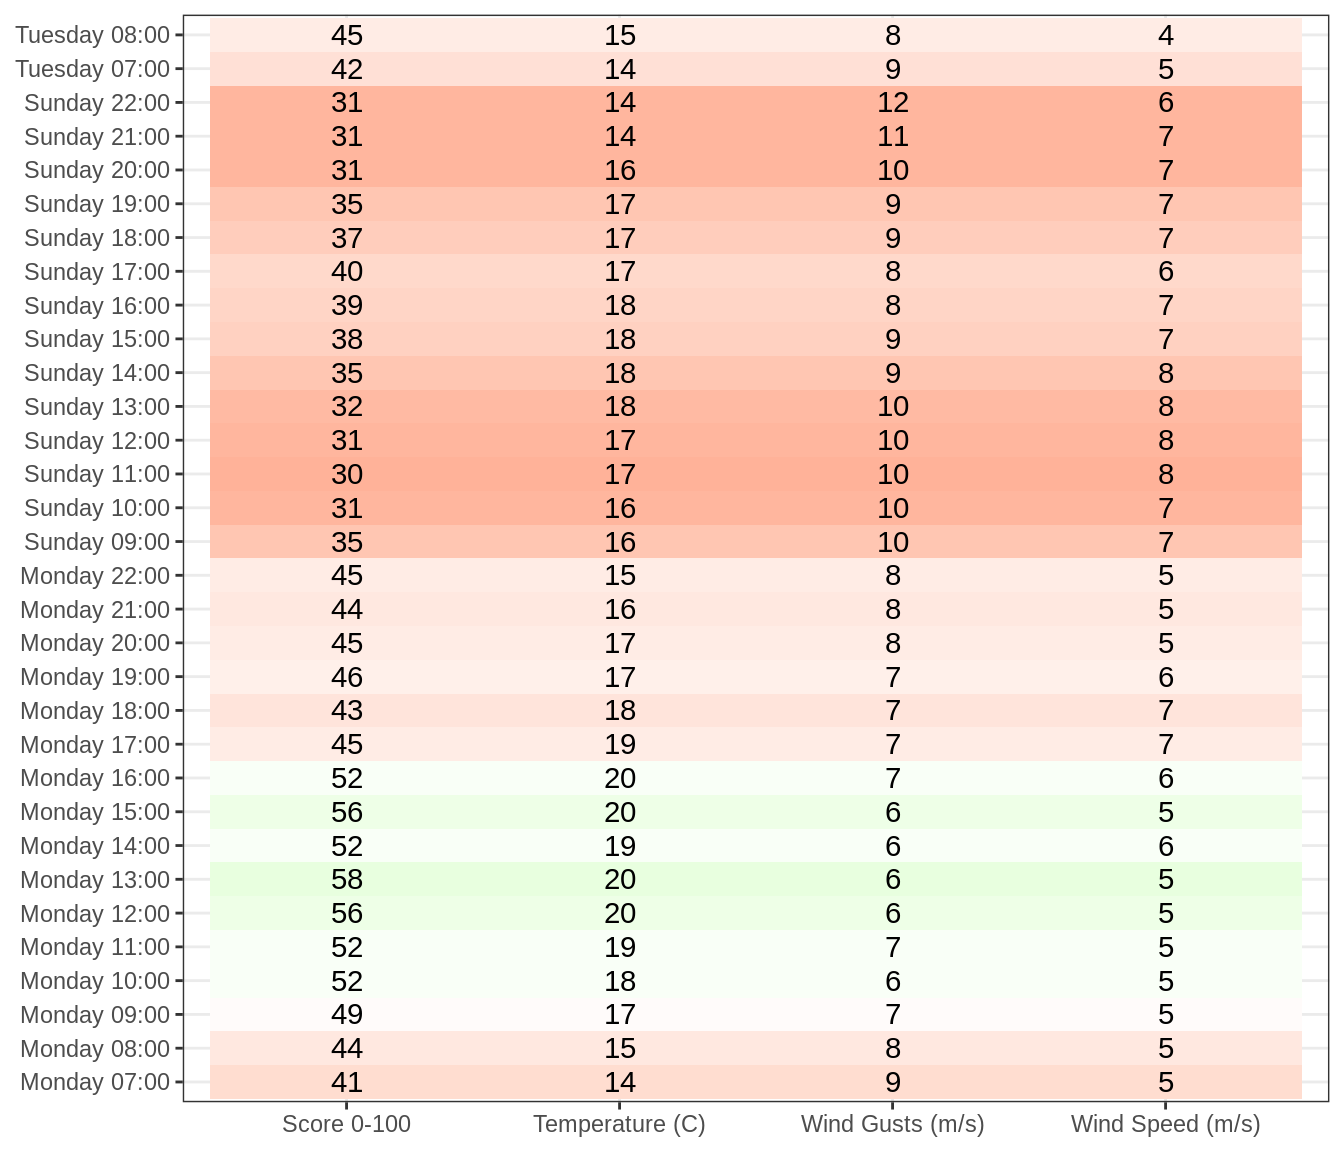 Tuesday 08:00 45 15 8 4
Tuesday 07:00 42 14 9 5
Sunday 22:00 31 14 12 6
Sunday 21:00 31 14 11 7
Sunday 20:00 31 16 10 7
Sunday 19:00 35 17 9 7
Sunday 18:00 37 17 9 7
Sunday 17:00 40 17 8 6
Sunday 16:00 39 18 8 7
Sunday 15:00 38 18 9 7
Sunday 14:00 35 18 9 8
Sunday 13:00 32 18 10 8
Sunday 12:00 31 17 10 8
Sunday 11:00 30 17 10 8
Sunday 10:00 31 16 10 7
Sunday 09:00 35 16 10 7
Monday 22:00 45 15 8 5
Monday 21:00 44 16 8 5
Monday 20:00 45 17 8 5
Monday 19:00 46 17 7 6
Monday 18:00 43 18 7 7
Monday 17:00 45 19 7 7
Monday 16:00 52 20 7 6
Monday 15:00 56 20 6 5
Monday 14:00 52 19 6 6
Monday 13:00 58 20 6 5
Monday 12:00 56 20 6 5
Monday 11:00 52 19 7 5
Monday 10:00 52 18 6 5
Monday 09:00 49 17 7 5
Monday 08:00 44 15 8 5
Monday 07:00 41 14 9 5
Score 0-100 Temperature (C) Wind Gusts (m/s) Wind Speed (m/s)